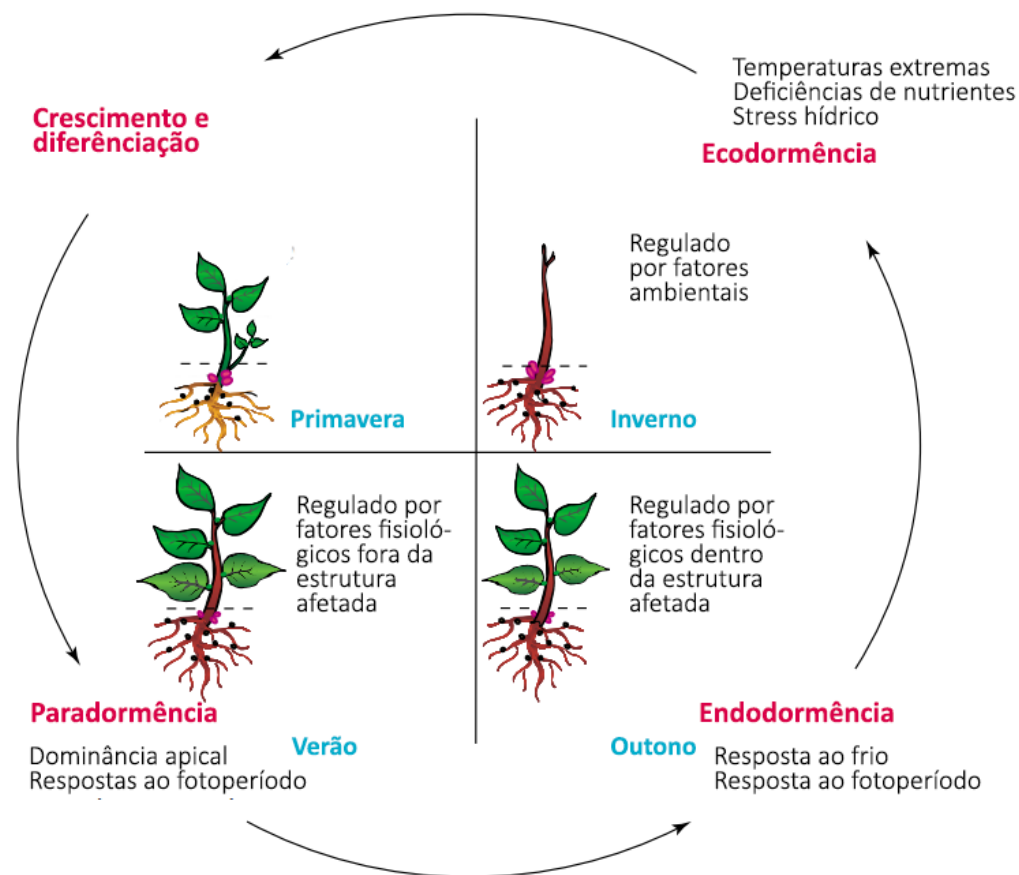 Temperaturas extremas
Deficiências de nutrientes
Stress hídrico
Ecodormência
Crescimento e
diferênciação
Regulado
por fatores
ambientais
Primavera
Inverno
Regulado por
fatores fisioló-
gicos fora da
estrutura
afetada
Regulado por
fatores fisioló-
gicos dentro
da estrutura
afetada
Paradormência
Dominância apical
Respostas ao fotoperíodo
Verão
Outono
Endodormência
Resposta ao frio
Resposta ao fotoperíodo